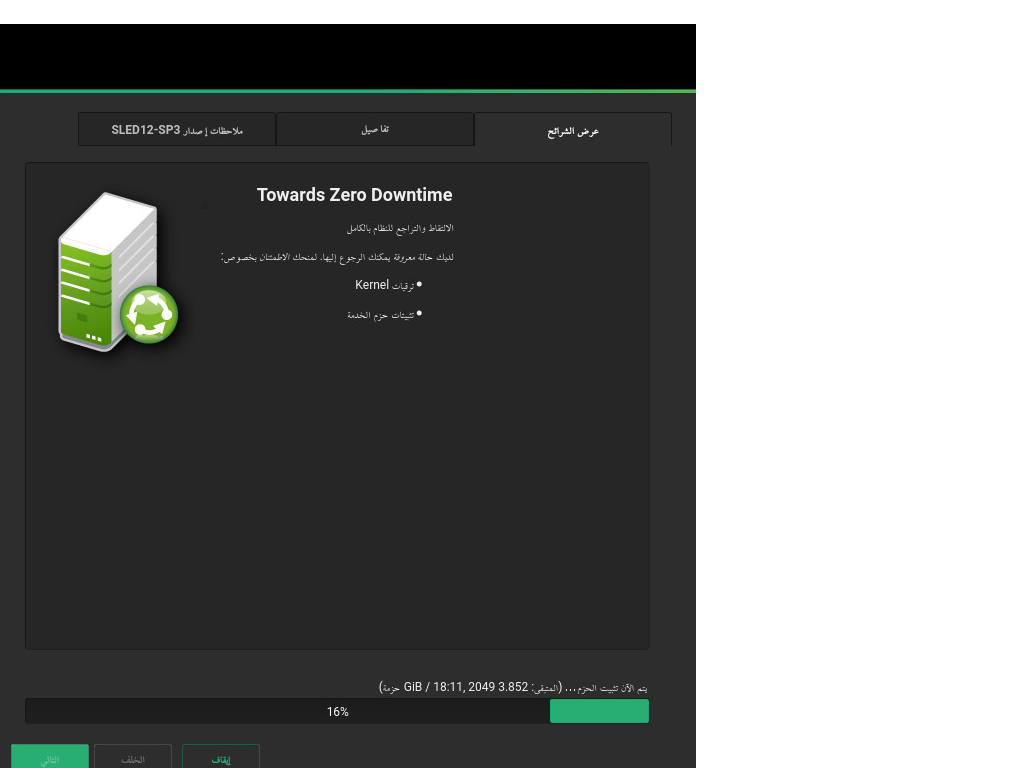 عرض الشرائح
تفاصيل
ملاحظات إصدار SLED12-SP3
Towards Zero Downtime
الالتقاط والتراجع للنظام بالكامل
لديك حالة معروفة يمكنك الرجوع إليها، لمنحك الاطمئنان بخصوص:
• ترقيات Kernel
• تثبيتات حزم الخدمة
يتم الآن تثبيت الحزم... (المتبقى: 3.852 GiB / 18:11, 2049 حزمة)
16%
إيقاف
الخلف
التالي